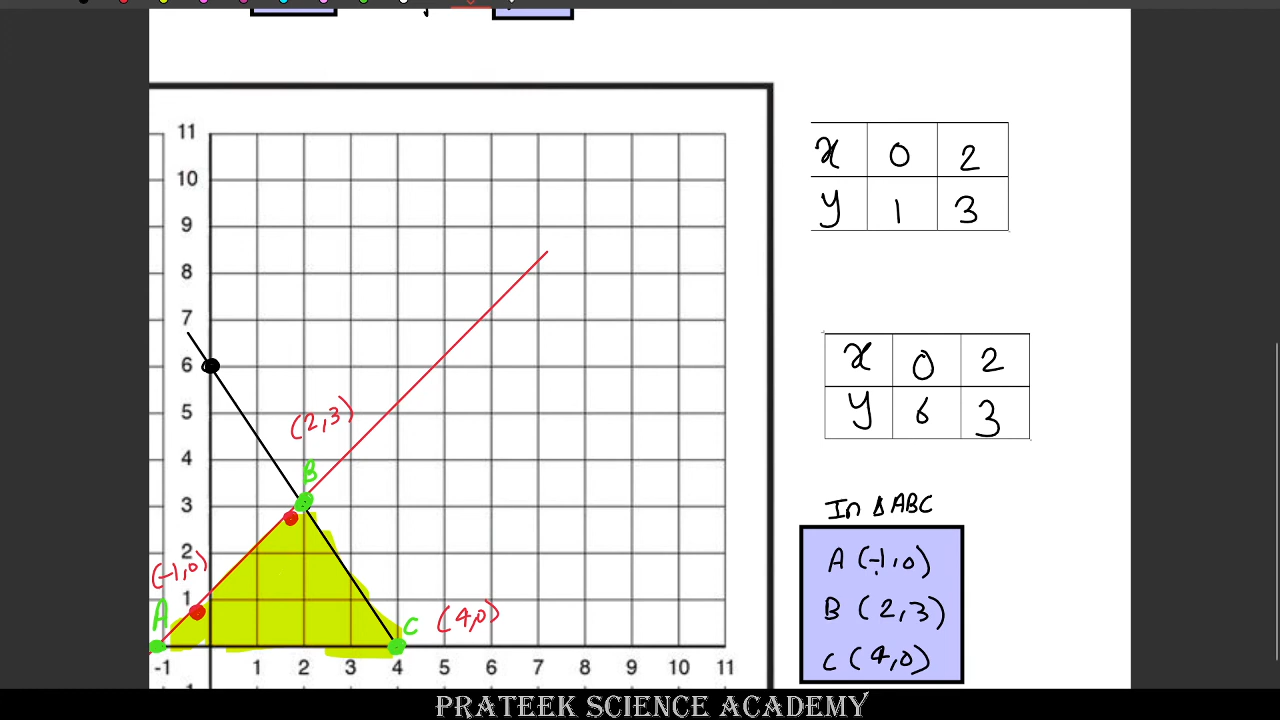 11
10
9
8
7
6
5
4
3
2
1
-1 1 2 3 4 5 6 7 8 9 10 11
(2,3)
B
(-1,0)
A
C (4,0)
x 0 2
y 1 3
x 0 2
y 6 3
In Δ ABC
A (-1,0)
B (2,3)
C (4,0)
PRATEEK SCIENCE ACADEMY